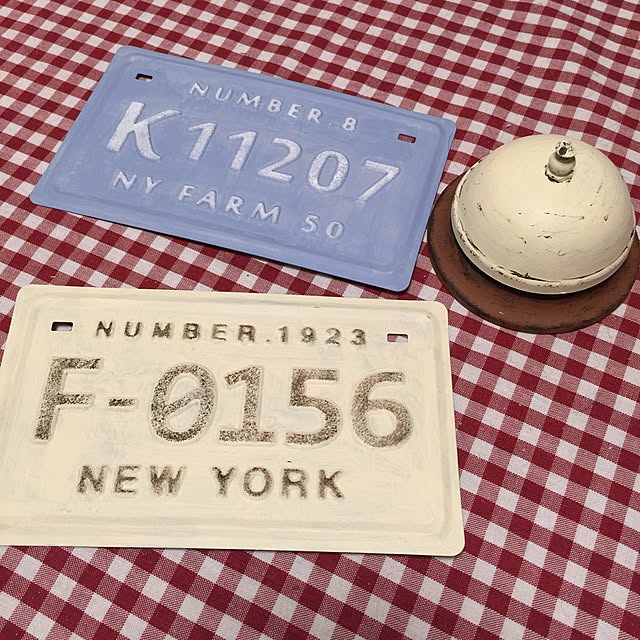 NUMBER.8
K11207
NY FARM 50
NUMBER.1923
F-0156
NEW YORK